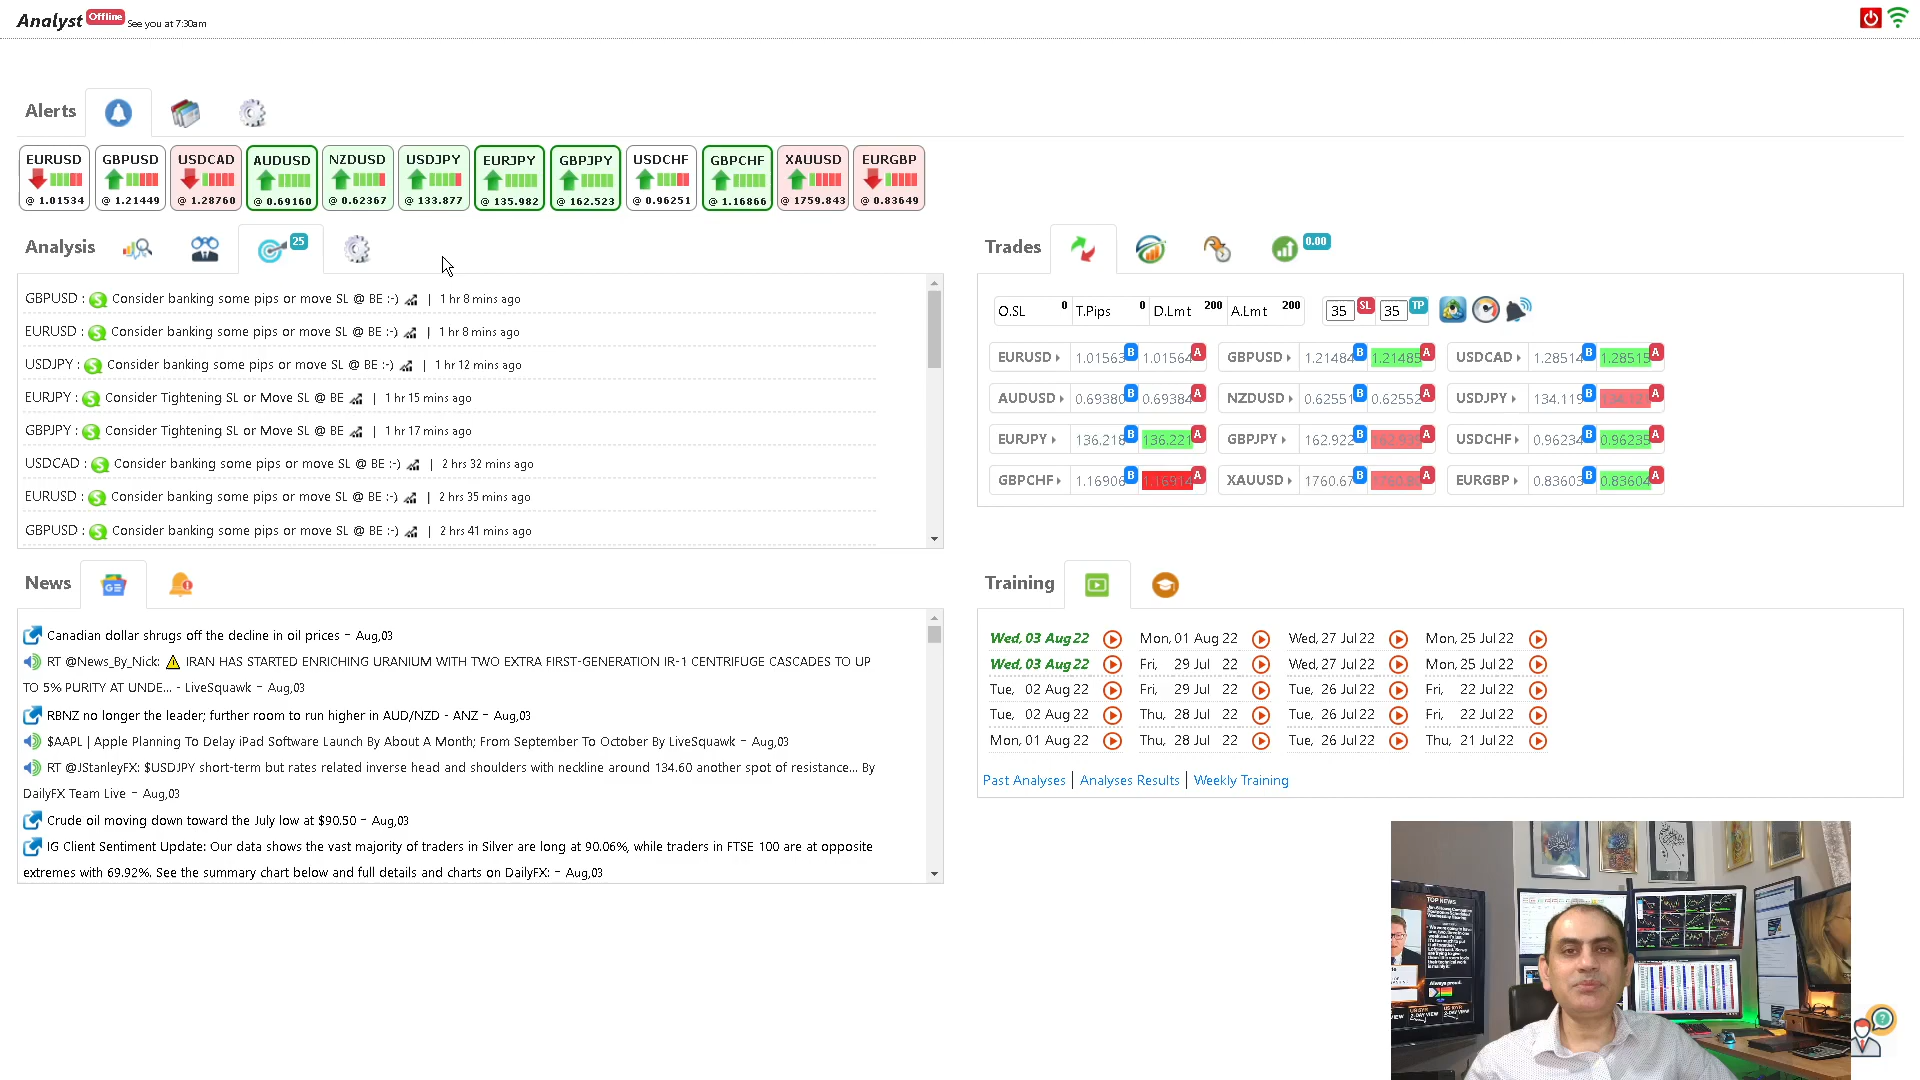 Analyst Offline See you at 7:30am
Alerts
EURUSD GBPUSD USDCAD AUDUSD NZDUSD USDJPY EURJPY GBPJPY USDCHF GBPCHF XAUUSD EURGBP
@ 1.01534 @ 1.21449 @ 1.28760 @ 0.69160 @ 0.62367 @ 133.877 @ 135.982 @ 162.523 @ 0.96251 @ 1.16866 @ 1759.843 @ 0.83649
Analysis 25
GBPUSD : Consider banking some pips or move SL @ BE :-) | 1 hr 8 mins ago
EURUSD : Consider banking some pips or move SL @ BE :-) | 1 hr 8 mins ago
USDJPY : Consider banking some pips or move SL @ BE :-) | 1 hr 12 mins ago
EURJPY : Consider Tightening SL or Move SL @ BE | 1 hr 15 mins ago
GBPJPY : Consider Tightening SL or Move SL @ BE | 1 hr 17 mins ago
USDCAD : Consider banking some pips or move SL @ BE :-) | 2 hrs 32 mins ago
EURUSD : Consider banking some pips or move SL @ BE :-) | 2 hrs 35 mins ago
GBPUSD : Consider banking some pips or move SL @ BE :-) | 2 hrs 41 mins ago
Trades 0.00
O.SL 0 T.Pips 0 D.Lmt 200 A.Lmt 200 35 SL 35 TP
EURUSD 1.01563 B 1.01564 A GBPUSD 1.21484 B 1.21485 A USDCAD 1.28514 B 1.28515 A
AUDUSD 0.69380 B 0.69384 A NZDUSD 0.62551 B 0.62552 A USDJPY 134.119 B A
EURJPY 136.218 B 136.221 A GBPJPY 162.922 B A USDCHF 0.96234 B 0.96235 A
GBPCHF 1.16906 B 1.16914 A XAUUSD 1760.67 B A EURGBP 0.83603 B 0.83604 A
News
Canadian dollar shrugs off the decline in oil prices - Aug,03
RT @News_By_Nick: IRAN HAS STARTED ENRICHING URANIUM WITH TWO EXTRA FIRST-GENERATION IR-1 CENTRIFUGE CASCADES TO UP
TO 5% PURITY AT UNDE... - LiveSquawk - Aug,03
RBNZ no longer the leader; further room to run higher in AUD/NZD - ANZ - Aug,03
$AAPL | Apple Planning To Delay iPad Software Launch By About A Month; From September To October By LiveSquawk - Aug,03
RT @JStanleyFX: $USDJPY short-term but rates related inverse head and shoulders with neckline around 134.60 another spot of resistance... By
DailyFX Team Live - Aug,03
Crude oil moving down toward the July low at $90.50 - Aug,03
IG Client Sentiment Update: Our data shows the vast majority of traders in Silver are long at 90.06%, while traders in FTSE 100 are at opposite
extremes with 69.92%. See the summary chart below and full details and charts on DailyFX: - Aug,03
Training
Wed, 03 Aug 22 Mon, 01 Aug 22 Wed, 27 Jul 22 Mon, 25 Jul 22
Wed, 03 Aug 22 Fri, 29 Jul 22 Wed, 27 Jul 22 Mon, 25 Jul 22
Tue, 02 Aug 22 Fri, 29 Jul 22 Tue, 26 Jul 22 Fri, 22 Jul 22
Tue, 02 Aug 22 Thu, 28 Jul 22 Tue, 26 Jul 22 Fri, 22 Jul 22
Mon, 01 Aug 22 Thu, 28 Jul 22 Tue, 26 Jul 22 Thu, 21 Jul 22
Past Analyses | Analyses Results | Weekly Training
TOP NEWS